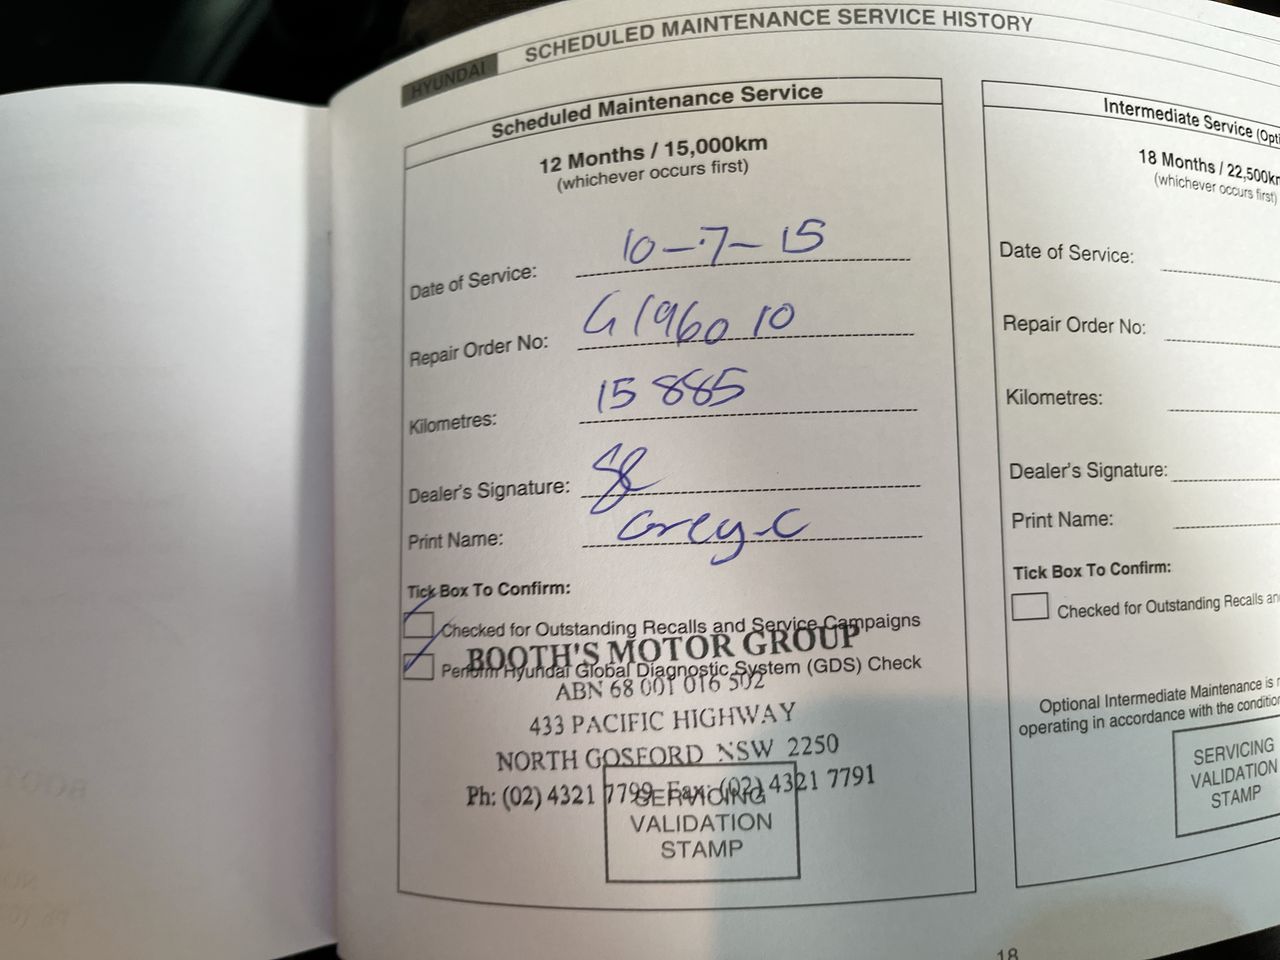 HYUNDAI
SCHEDULED MAINTENANCE SERVICE HISTORY
Scheduled Maintenance Service
12 Months / 15,000km
(whichever occurs first)
Date of Service: 10-7-15
Repair Order No: G196010
Kilometres: 15 885
Dealer's Signature:
Print Name: Greg-C
Tick Box To Confirm:
Checked for Outstanding Recalls and Service Campaigns
Perform Hyundai Global Diagnostic System (GDS) Check
BOOTH'S MOTOR GROUP
ABN 68 001 016 502
433 PACIFIC HIGHWAY
NORTH GOSFORD NSW 2250
Ph: (02) 4321 7799 Fax: (02) 4321 7791
SERVICING
VALIDATION
STAMP
Intermediate Service (Opti
18 Months / 22,500k
(whichever occurs first)
Date of Service:
Repair Order No:
Kilometres:
Dealer's Signature:
Print Name:
Tick Box To Confirm:
Checked for Outstanding Recalls an
Optional Intermediate Maintenance is
operating in accordance with the conditio
SERVICING
VALIDATION
STAMP
18